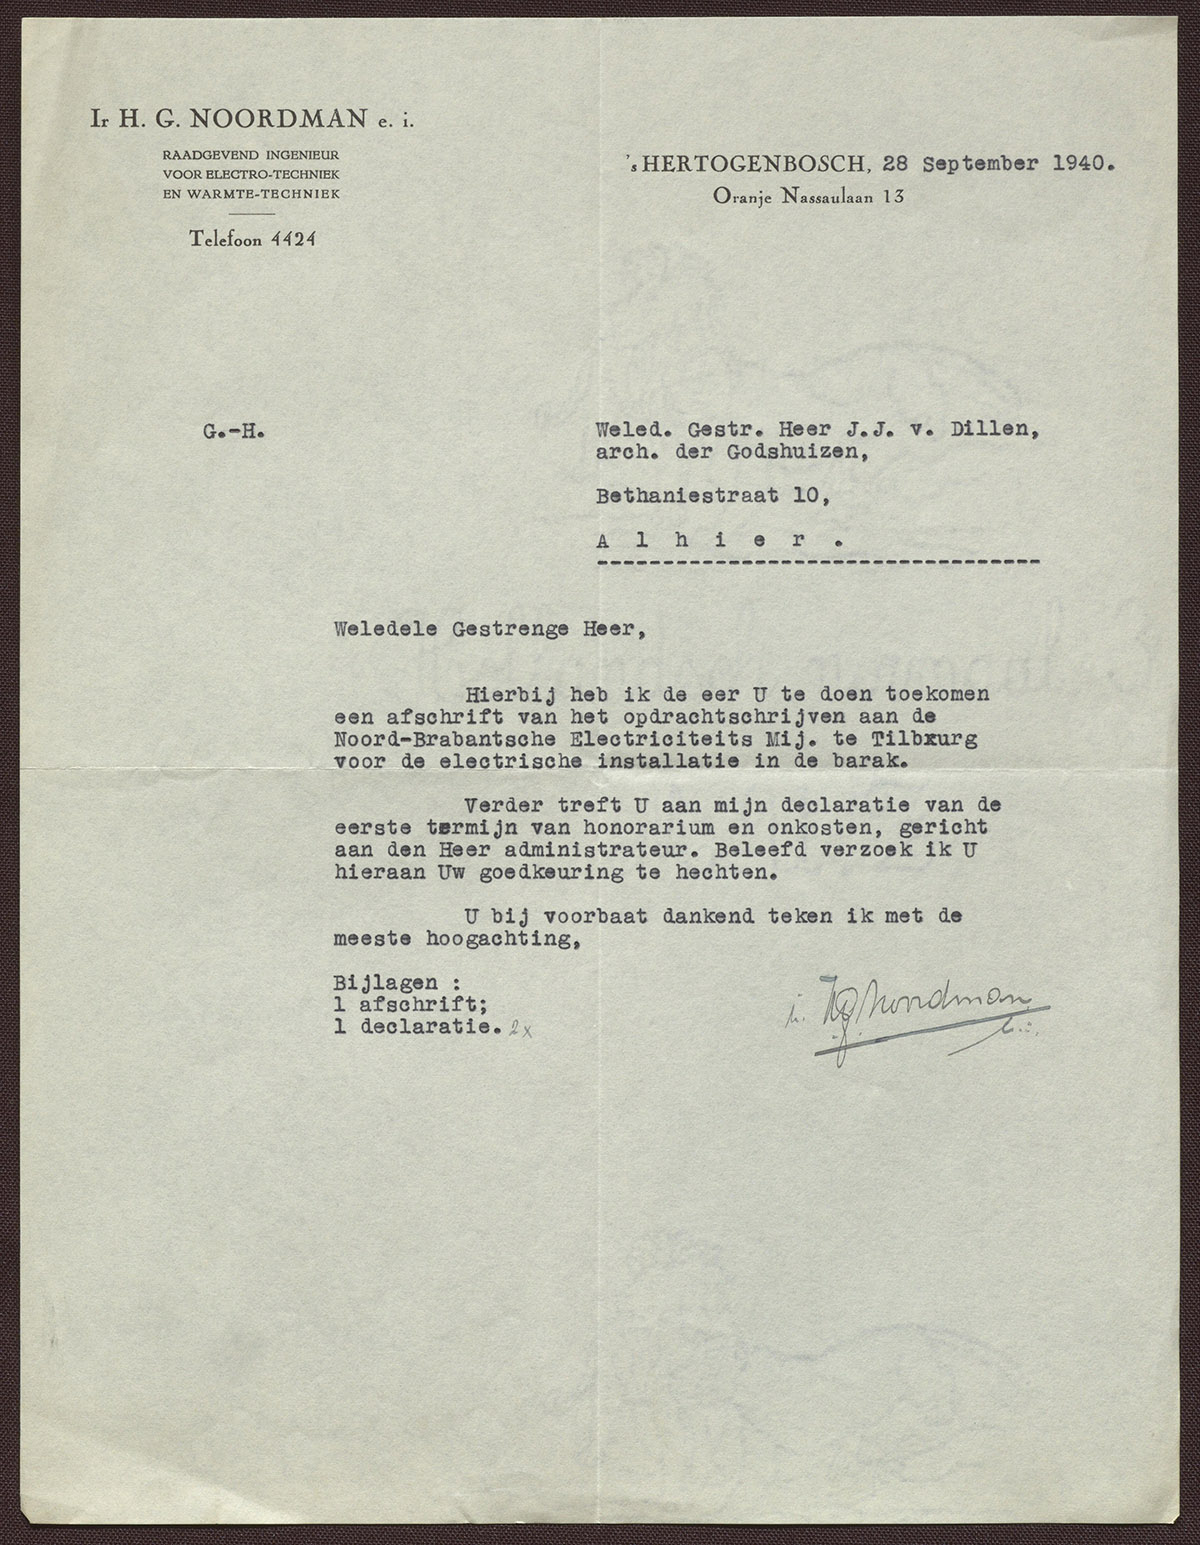 Ir H. G. NOORDMAN e. i.
RAADGEVEND INGENIEUR
VOOR ELECTRO-TECHNIEK
EN WARMTE-TECHNIEK
Telefoon 4424
's HERTOGENBOSCH, 28 September 1940.
Oranje Nassaulaan 13
G.-H.
Weled. Gestr. Heer J.J. v. Dillen,
arch. der Godshuizen,
Bethaniestraat 10,
A l h i e r .
Weledele Gestrenge Heer,
Hierbij heb ik de eer U te doen toekomen
een afschrift van het opdrachtschrijven aan de
Noord-Brabantsche Electriciteits Mij. te Tilbxurg
voor de electrische installatie in de barak.
Verder treft U aan mijn declaratie van de
eerste termijn van honorarium en onkosten, gericht
aan den Heer administrateur. Beleefd verzoek ik U
hieraan Uw goedkeuring te hechten.
U bij voorbaat dankend teken ik met de
meeste hoogachting,
Bijlagen :
1 afschrift;
1 declaratie. 2x
ir. HGNoordman
e.i.